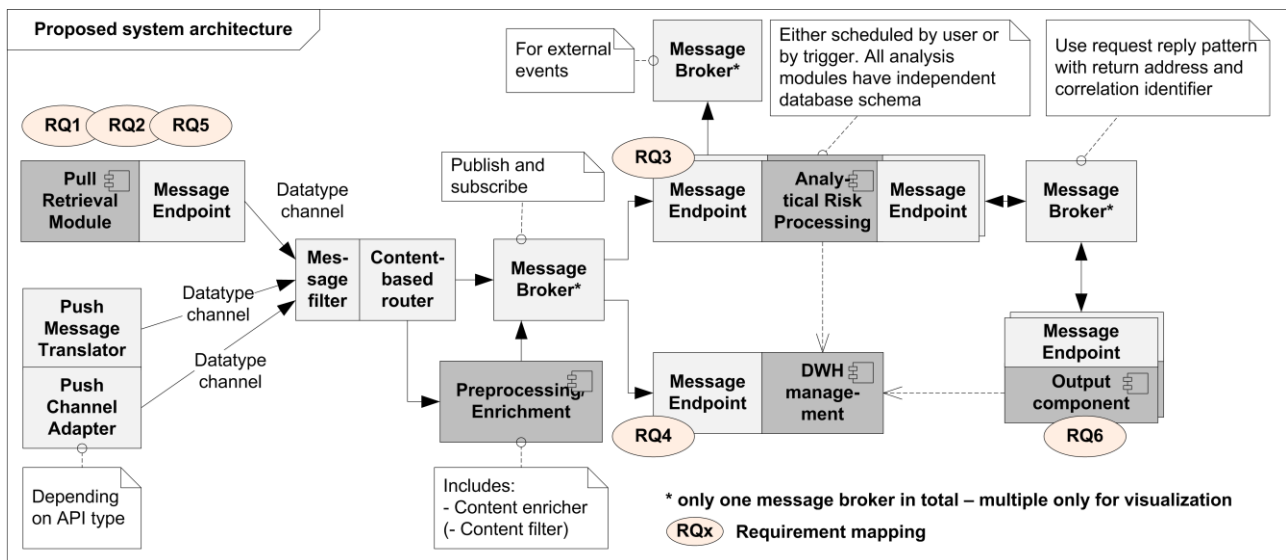 Proposed system architecture
For external
events
Message
Broker*
Either scheduled by user or
by trigger. All analysis
modules have independent
database schema
Use request reply pattern
with return address and
correlation identifier
RQ1
RQ2
RQ5
Pull
Retrieval
Module
Message
Endpoint
Datatype
channel
Publish and
subscribe
RQ3
Message
Endpoint
Analy-
tical Risk
Processing
Message
Endpoint
Message
Broker*
Mes-
sage
filter
Content-
based
router
Message
Broker*
Push
Message
Translator
Datatype
channel
Push
Channel
Adapter
Datatype
channel
Preprocessing/
Enrichment
Message
Endpoint
RQ4
DWH
manage-
ment
Message
Endpoint
Output
component
RQ6
Depending
on API type
Includes:
- Content enricher
(- Content filter)
* only one message broker in total – multiple only for visualization
RQx
Requirement mapping